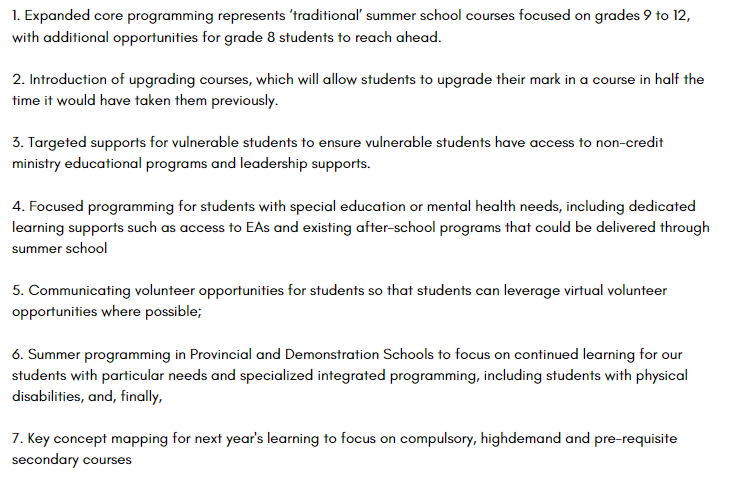 1. Expanded core programming represents ‘traditional’ summer school courses focused on grades 9 to 12,
with additional opportunities for grade 8 students to reach ahead.
2. Introduction of upgrading courses, which will allow students to upgrade their mark in a course in half the
time it would have taken them previously.
3. Targeted supports for vulnerable students to ensure vulnerable students have access to non-credit
ministry educational programs and leadership supports.
4. Focused programming for students with special education or mental health needs, including dedicated
learning supports such as access to EAs and existing after-school programs that could be delivered through
summer school
5. Communicating volunteer opportunities for students so that students can leverage virtual volunteer
opportunities where possible;
6. Summer programming in Provincial and Demonstration Schools to focus on continued learning for our
students with particular needs and specialized integrated programming, including students with physical
disabilities, and, finally,
7. Key concept mapping for next year's learning to focus on compulsory, highdemand and pre-requisite
secondary courses